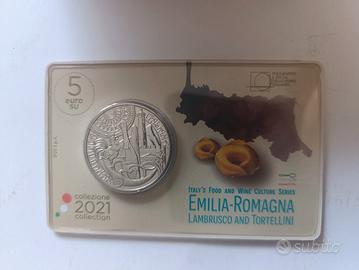 5
euro
SU
ITALY'S FOOD AND WINE CULTURE SERIES
EMILIA-ROMAGNA
LAMBRUSCO AND TORTELLINI
collezione
2021
collection
subito